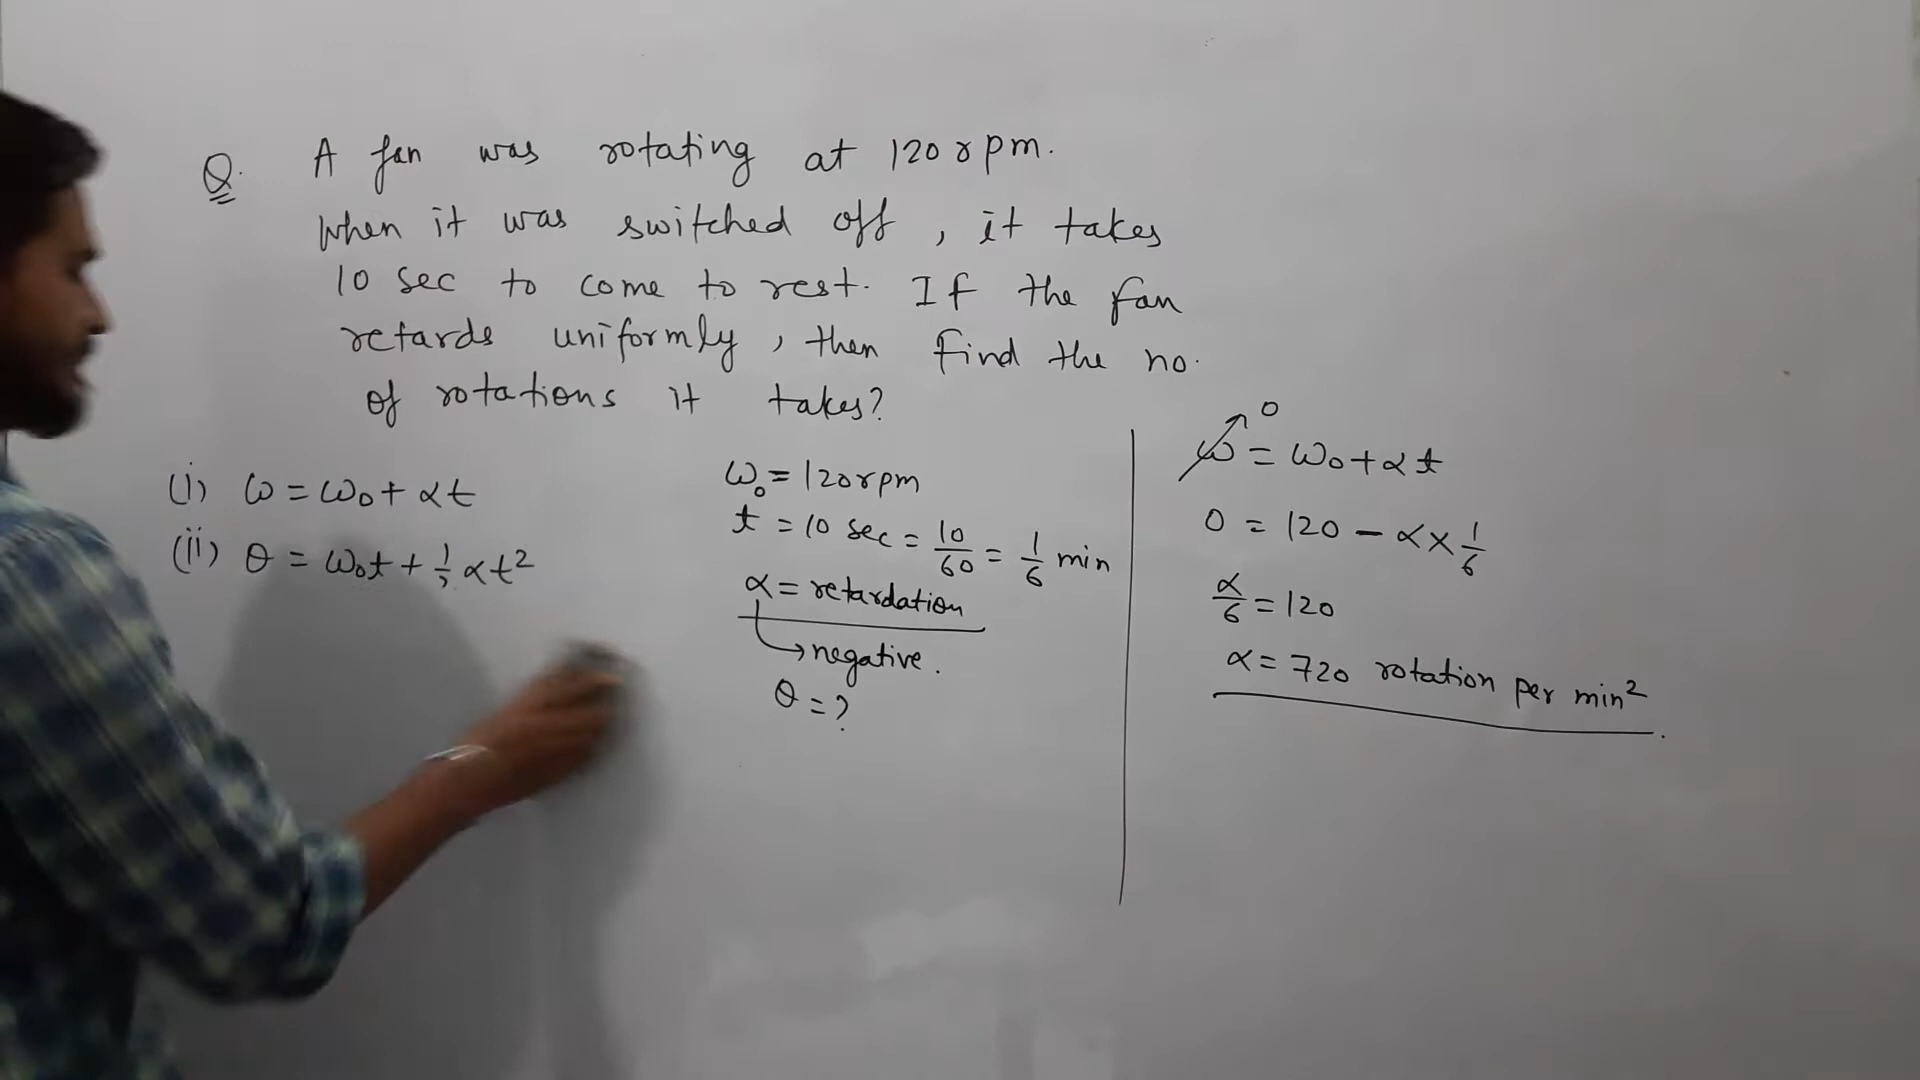 Q. A fan was rotating at 120 rpm.
When it was switched off, it takes
10 sec to come to rest. If the fan
retards uniformly, then find the no.
of rotations it takes?
(i) ω = ω₀ + αt
(ii) θ = ω₀t + 1/2 αt²
ω₀ = 120 rpm
t = 10 sec = 10/60 = 1/6 min
α = retardation
→ negative.
θ = ?
ω↗0 = ω₀ + αt
0 = 120 - α × 1/6
α/6 = 120
α = 720 rotation per min².